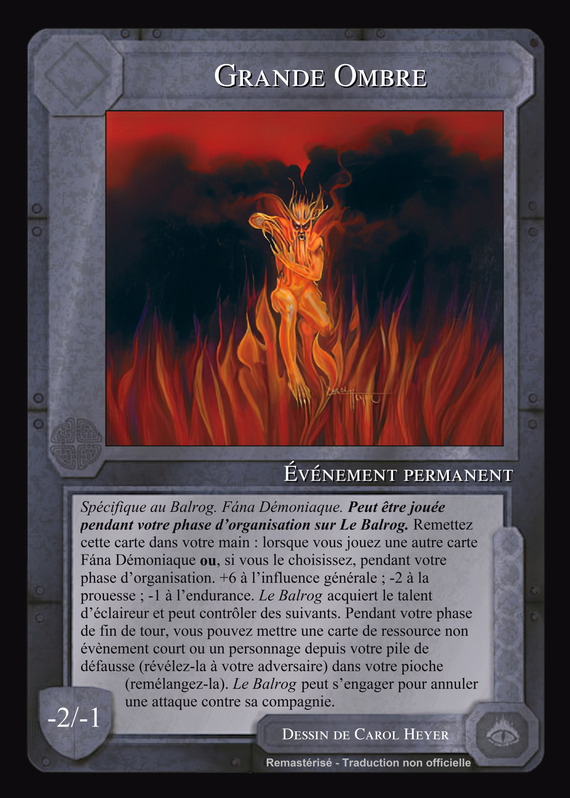 GRANDE OMBRE
ÉVÉNEMENT PERMANENT
Spécifique au Balrog. Fána Démoniaque. Peut être jouée
pendant votre phase d'organisation sur Le Balrog. Remettez
cette carte dans votre main : lorsque vous jouez une autre carte
Fána Démoniaque ou, si vous le choisissez, pendant votre
phase d'organisation. +6 à l'influence générale ; -2 à la
prouesse ; -1 à l'endurance. Le Balrog acquiert le talent
d'éclaireur et peut contrôler des suivants. Pendant votre phase
de fin de tour, vous pouvez mettre une carte de ressource non
évènement court ou un personnage depuis votre pile de
défausse (révélez-la à votre adversaire) dans votre pioche
(remélangez-la). Le Balrog peut s'engager pour annuler
une attaque contre sa compagnie.
-2/-1
DESSIN DE CAROL HEYER
Remastérisé - Traduction non officielle